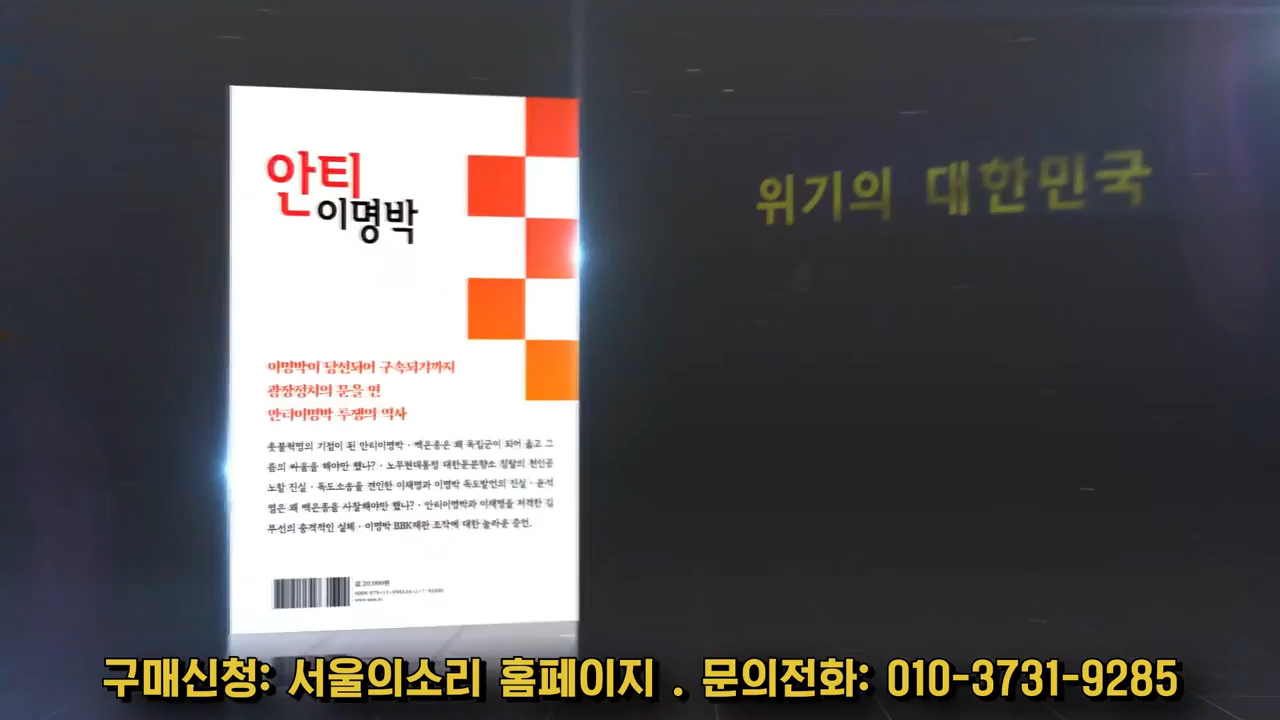 안티
이명박
위기의 대한민국
이명박이 당선되어 구속되기까지
광장정치의 문을 연
안티이명박 투쟁의 역사
촛불혁명의 기점이 된 안티이명박 · 백은종은 왜 독립군이 되어 울고 그
름의 싸움을 해야만 했나? · 노무현대통령 대한문분향소 침탈의 천인공
노할 진실 · 독도소송을 견인한 이재명과 이명박 독도발언의 진실 · 윤석
열은 왜 백은종을 사찰해야만 했나? · 안티이명박과 이재명을 저격한 김
부선의 충격적인 실체 · 이명박 BBK재판 조작에 대한 놀라운 증언.
값 20,000원
구매신청: 서울의소리 홈페이지 . 문의전화: 010-3731-9285